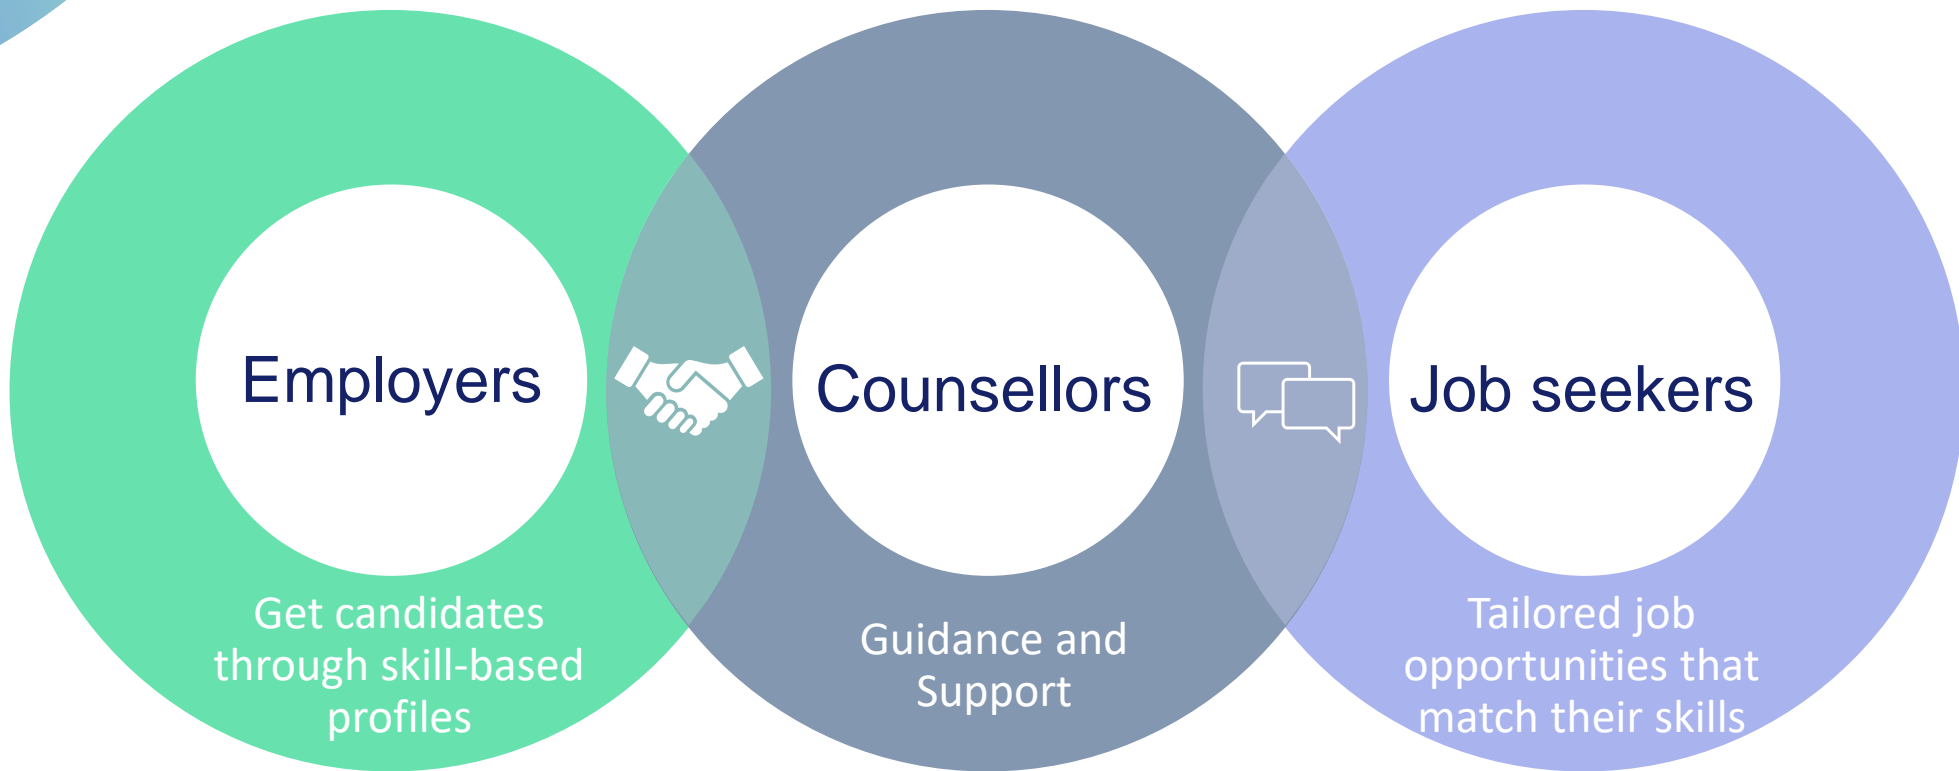 Employers
Get candidates
through skill-based
profiles
Counsellors
Guidance and
Support
Job seekers
Tailored job
opportunities that
match their skills